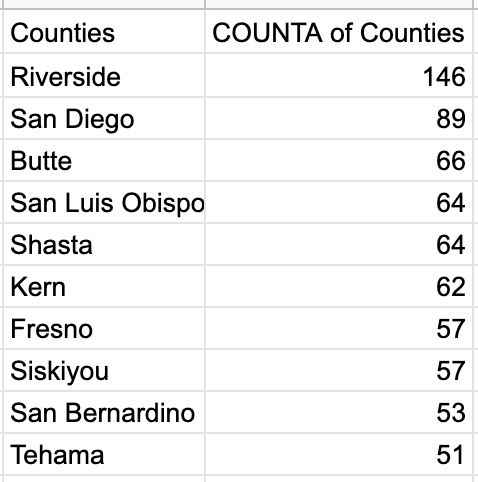 Counties COUNTA of Counties
Riverside 146
San Diego 89
Butte 66
San Luis Obispo 64
Shasta 64
Kern 62
Fresno 57
Siskiyou 57
San Bernardino 53
Tehama 51